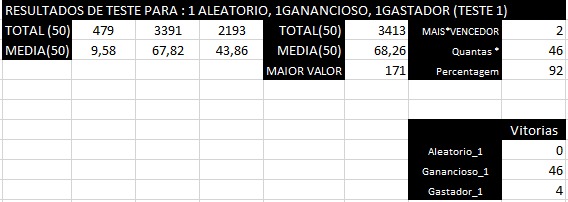 RESULTADOS DE TESTE PARA : 1 ALEATORIO, 1GANANCIOSO, 1GASTADOR (TESTE 1)
TOTAL (50) 479 3391 2193 TOTAL(50) 3413 MAIS*VENCEDOR 2
MEDIA(50) 9,58 67,82 43,86 MEDIA(50) 68,26 Quantas * 46
MAIOR VALOR 171 Percentagem 92
Vitorias
Aleatorio_1 0
Ganancioso_1 46
Gastador_1 4